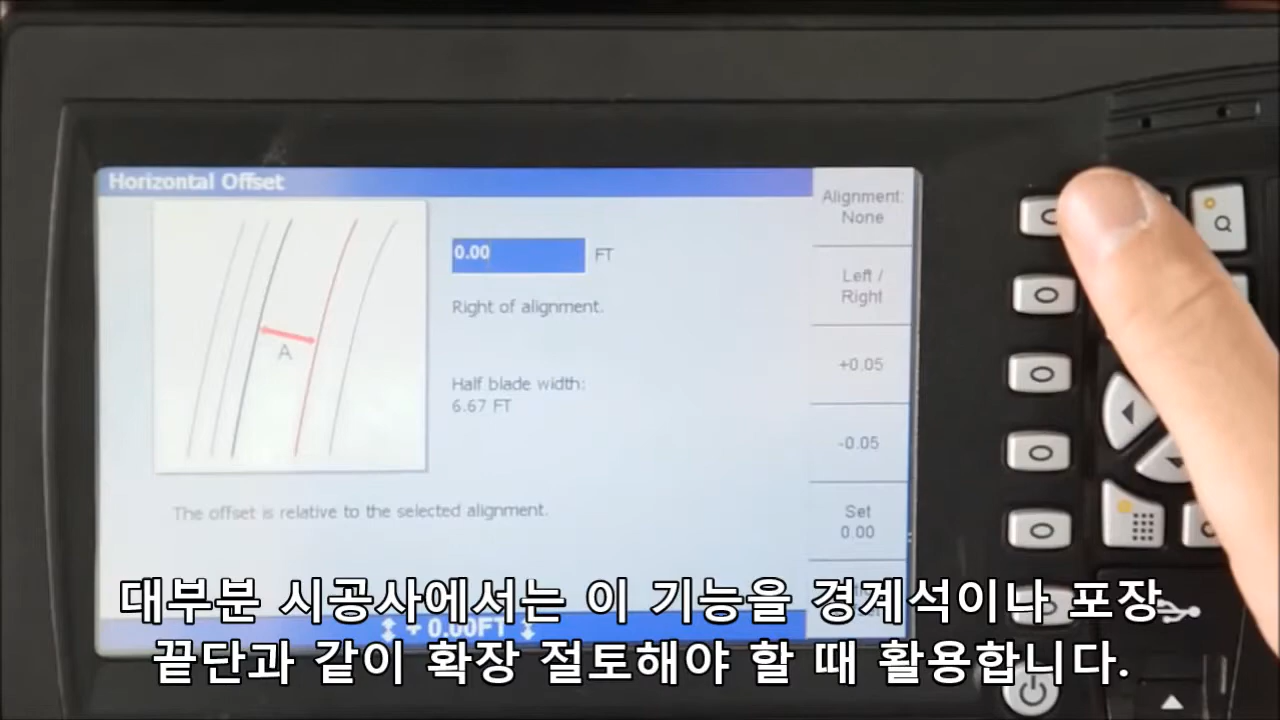 Horizontal Offset
Alignment:
None
0.00
FT
Left /
Right
Right of alignment.
A
+0.05
Half blade width:
6.67 FT
-0.05
The offset is relative to the selected alignment.
Set
0.00
대부분 시공사에서는 이 기능을 경계석이나 포장
+ 0.00FT
끝단과 같이 확장 절토해야 할 때 활용합니다.